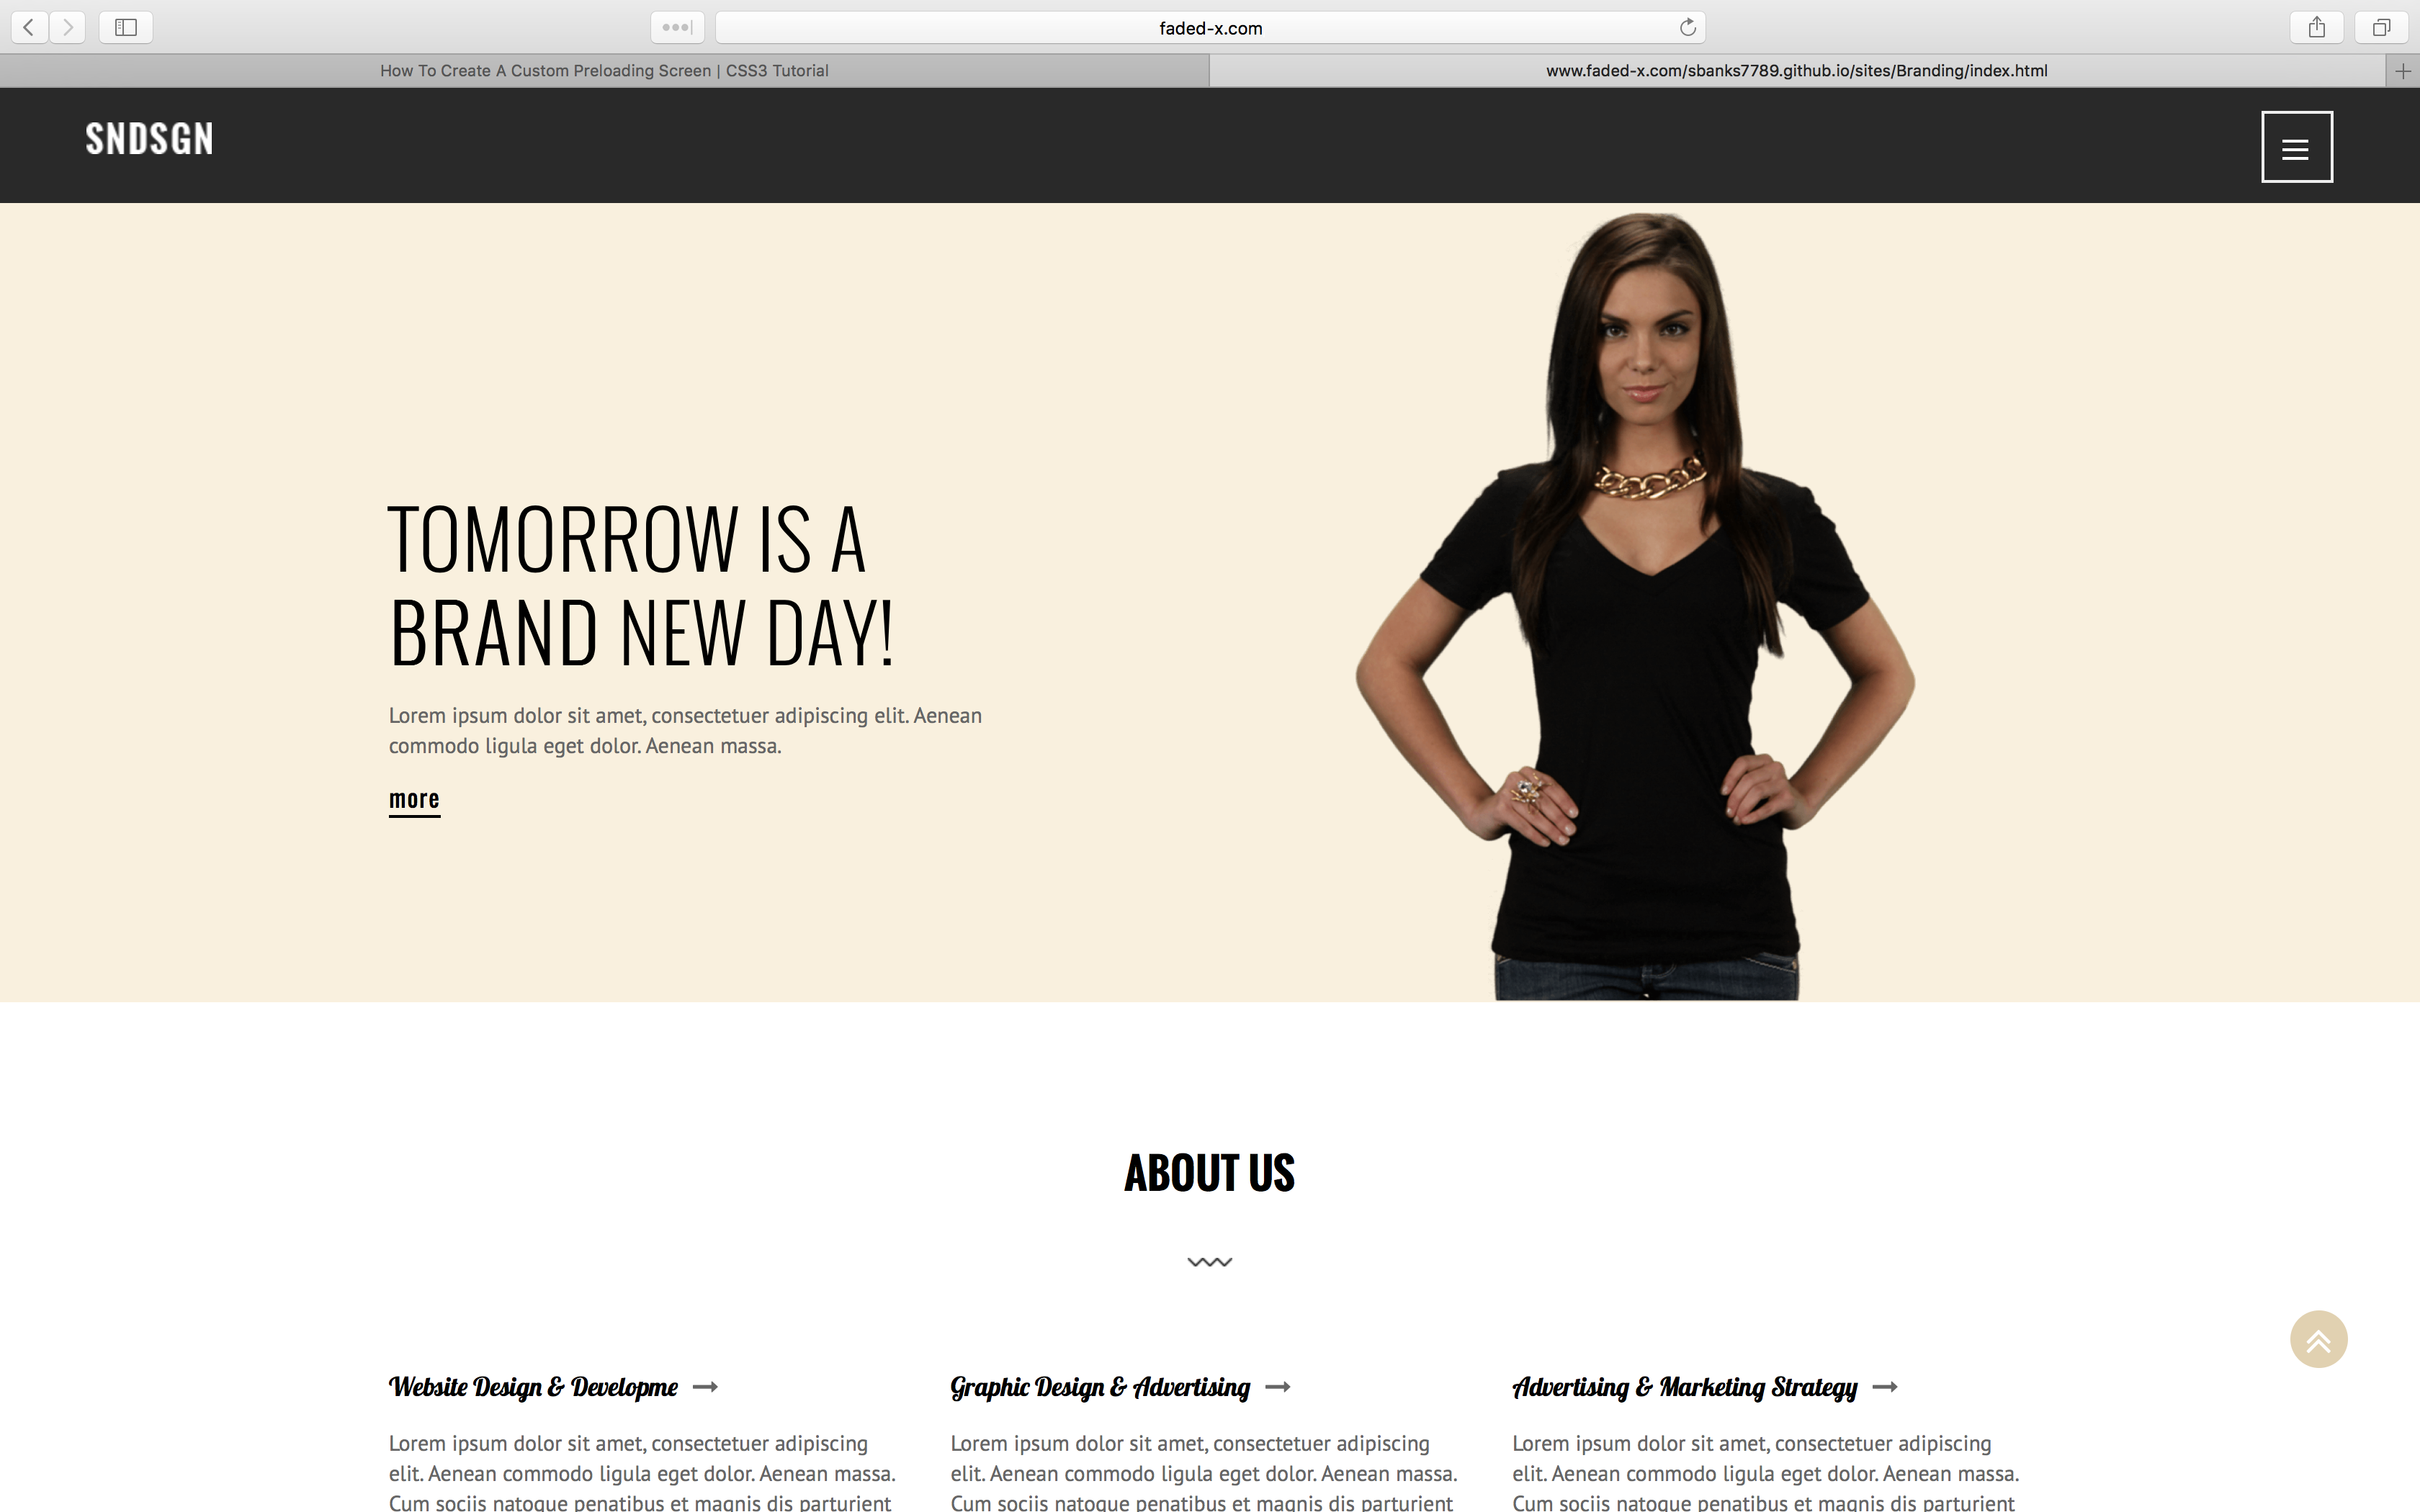 faded-x.com
How To Create A Custom Preloading Screen | CSS3 Tutorial
www.faded-x.com/sbanks7789.github.io/sites/Branding/index.html
SNDSGN
TOMORROW IS A
BRAND NEW DAY!
Lorem ipsum dolor sit amet, consectetuer adipiscing elit. Aenean
commodo ligula eget dolor. Aenean massa.
more
ABOUT US
Website Design & Developme
Lorem ipsum dolor sit amet, consectetuer adipiscing
elit. Aenean commodo ligula eget dolor. Aenean massa.
Cum sociis natoque penatibus et magnis dis parturient
Graphic Design & Advertising
Lorem ipsum dolor sit amet, consectetuer adipiscing
elit. Aenean commodo ligula eget dolor. Aenean massa.
Cum sociis natoque penatibus et magnis dis parturient
Advertising & Marketing Strategy
Lorem ipsum dolor sit amet, consectetuer adipiscing
elit. Aenean commodo ligula eget dolor. Aenean massa.
Cum sociis natoque penatibus et magnis dis parturient